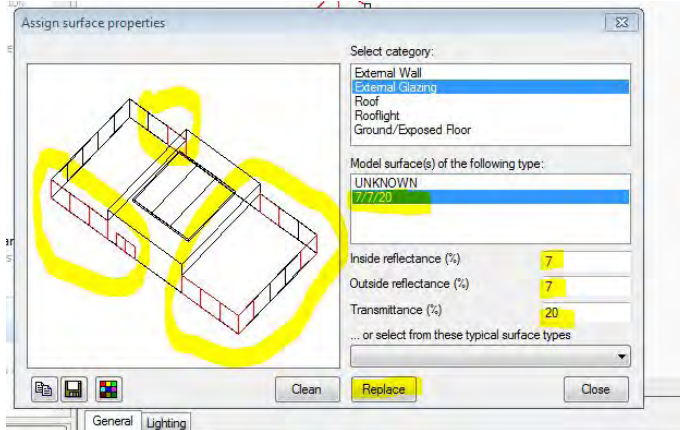 Assign surface properties
Select category:
External Wall
External Glazing
Roof
Rooflight
Ground/Exposed Floor
Model surface(s) of the following type:
UNKNOWN
7/7/20
Inside reflectance (%)
7
Outside reflectance (%)
7
Transmittance (%)
20
... or select from these typical surface types
Clean
Replace
Close
General
Lighting